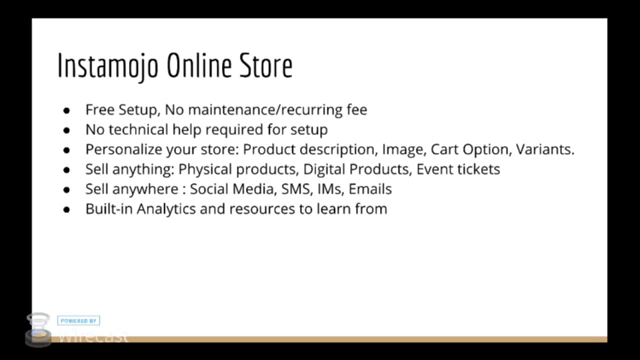 Instamojo Online Store
● Free Setup, No maintenance/recurring fee
● No technical help required for setup
● Personalize your store: Product description, Image, Cart Option, Variants.
● Sell anything: Physical products, Digital Products, Event tickets
● Sell anywhere : Social Media, SMS, IMs, Emails
● Built-in Analytics and resources to learn from
POWERED BY
wirecast